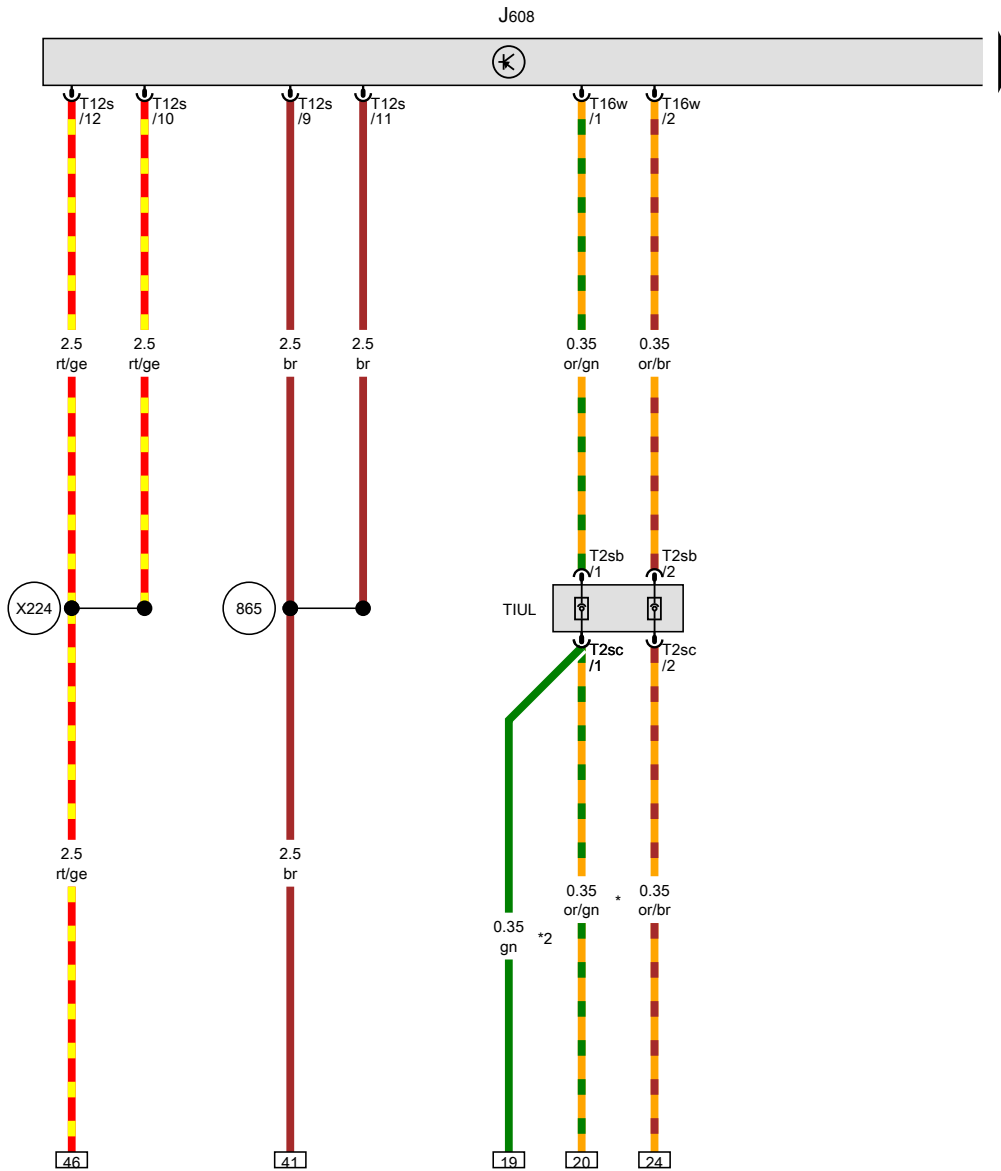 J608
T12s
/12
T12s
/10
T12s
/9
T12s
/11
T16w
/1
T16w
/2
2.5
rt/ge
2.5
rt/ge
2.5
br
2.5
br
0.35
or/gn
0.35
or/br
T2sb
/1
T2sb
/2
X224
865
TIUL
T2sc
/1
T2sc
/2
2.5
rt/ge
2.5
br
0.35
gn
*2
0.35
or/gn
*
0.35
or/br
46
41
19
20
24